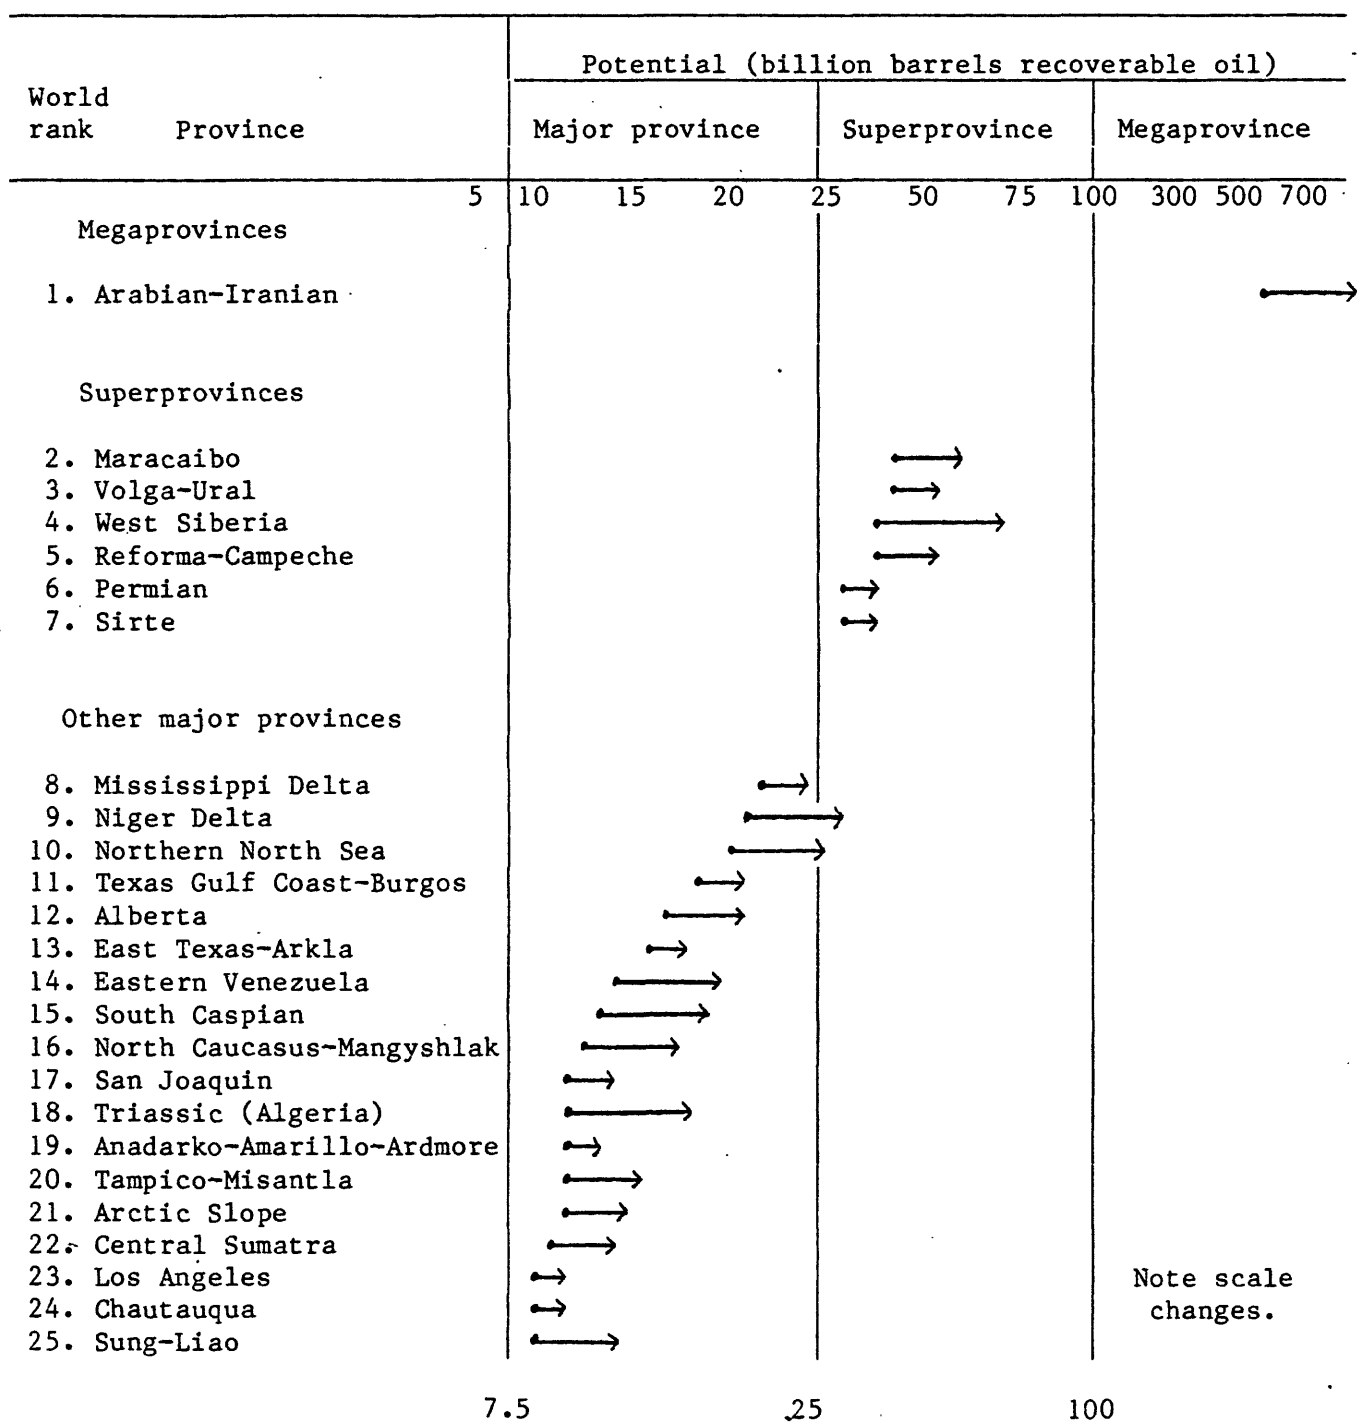 Potential (billion barrels recoverable oil)
World
rank Province Major province Superprovince Megaprovince
5 10 15 20 25 50 75 100 300 500 700
Megaprovinces
1. Arabian-Iranian
Superprovinces
2. Maracaibo
3. Volga-Ural
4. West Siberia
5. Reforma-Campeche
6. Permian
7. Sirte
Other major provinces
8. Mississippi Delta
9. Niger Delta
10. Northern North Sea
11. Texas Gulf Coast-Burgos
12. Alberta
13. East Texas-Arkla
14. Eastern Venezuela
15. South Caspian
16. North Caucasus-Mangyshlak
17. San Joaquin
18. Triassic (Algeria)
19. Anadarko-Amarillo-Ardmore
20. Tampico-Misantla
21. Arctic Slope
22. Central Sumatra
23. Los Angeles Note scale
24. Chautauqua changes.
25. Sung-Liao
7.5 25 100